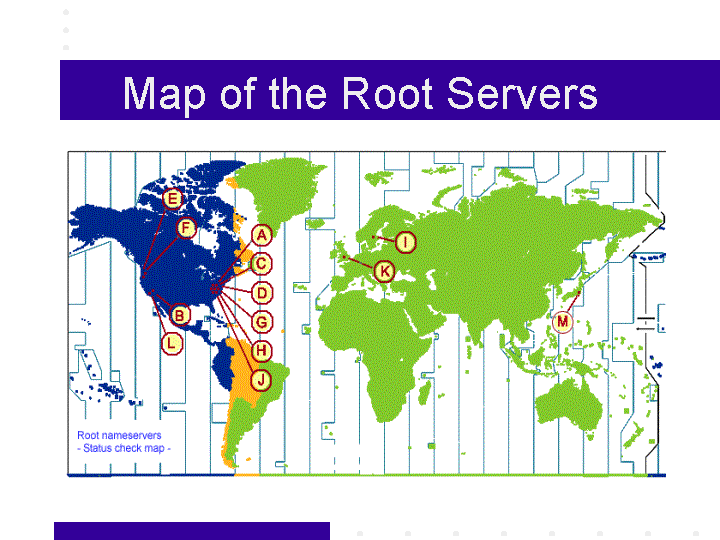 Map of the Root Servers
E
F
A
I
C
K
D
B
G
M
L
H
J
Root nameservers
- Status check map -